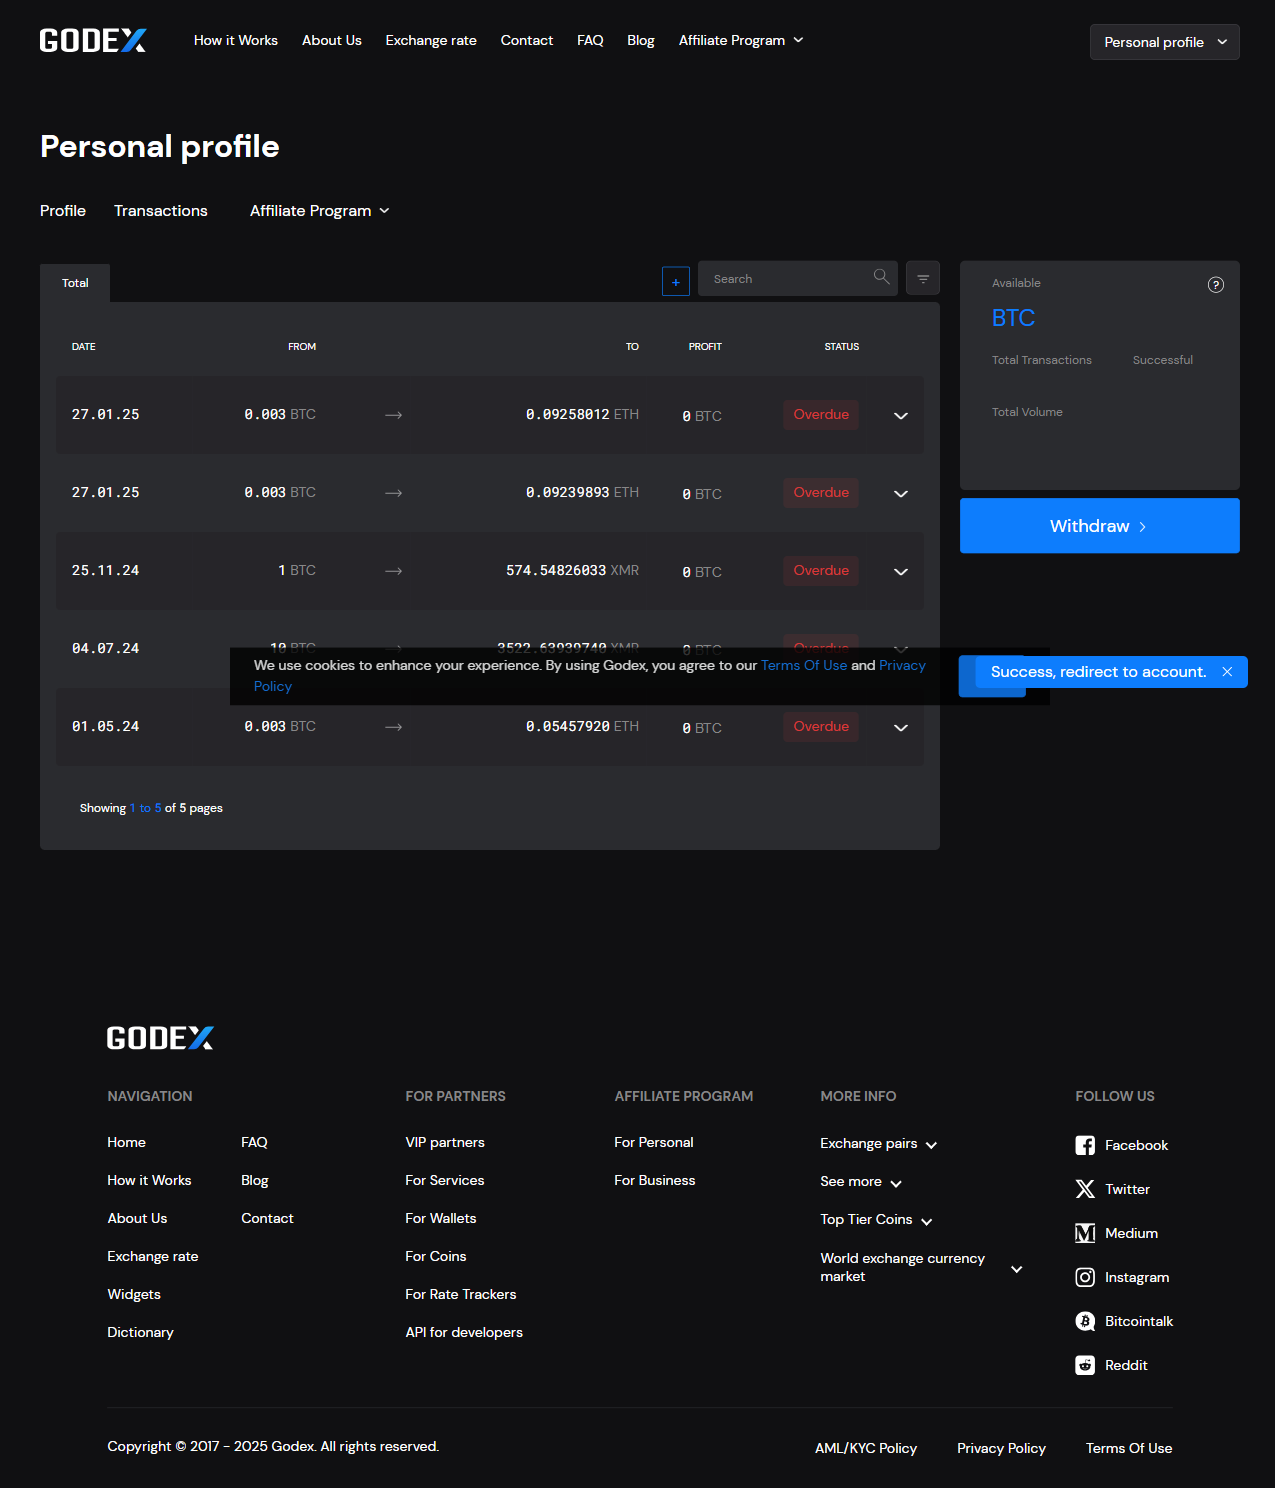 GODEX
How it Works About Us Exchange rate Contact FAQ Blog Affiliate Program
Personal profile
Personal profile
Profile Transactions Affiliate Program
Total
+
Search
DATE FROM TO PROFIT STATUS
27.01.25 0.003 BTC → 0.09258012 ETH 0 BTC Overdue
27.01.25 0.003 BTC → 0.09239893 ETH 0 BTC Overdue
25.11.24 1 BTC → 574.54826033 XMR 0 BTC Overdue
04.07.24 10 BTC → 3522.63939740 XMR 0 BTC Overdue
01.05.24 0.003 BTC → 0.05457920 ETH 0 BTC Overdue
Showing 1 to 5 of 5 pages
Available
?
BTC
Total Transactions Successful
Total Volume
Withdraw >
We use cookies to enhance your experience. By using Godex, you agree to our Terms Of Use and Privacy
Policy
Success, redirect to account.
GODEX
NAVIGATION
Home
How it Works
About Us
Exchange rate
Widgets
Dictionary
FAQ
Blog
Contact
FOR PARTNERS
VIP partners
For Services
For Wallets
For Coins
For Rate Trackers
API for developers
AFFILIATE PROGRAM
For Personal
For Business
MORE INFO
Exchange pairs
See more
Top Tier Coins
World exchange currency
market
FOLLOW US
Facebook
Twitter
Medium
Instagram
Bitcointalk
Reddit
Copyright © 2017 - 2025 Godex. All rights reserved.
AML/KYC Policy Privacy Policy Terms Of Use